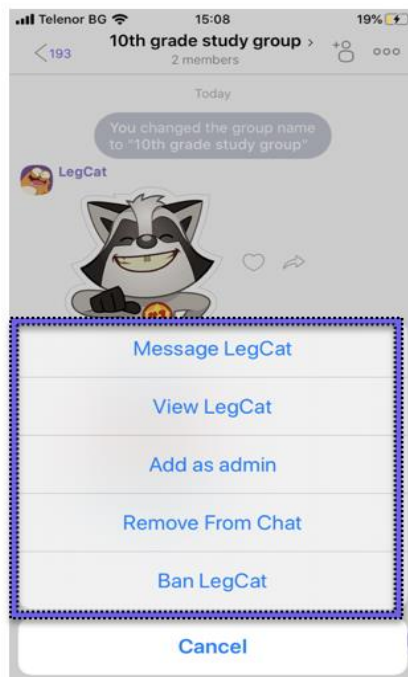 Telenor BG 15:08 19%
10th grade study group >
<193
2 members
Today
You changed the group name
to "10th grade study group"
LegCat
Message LegCat
View LegCat
Add as admin
Remove From Chat
Ban LegCat
Cancel